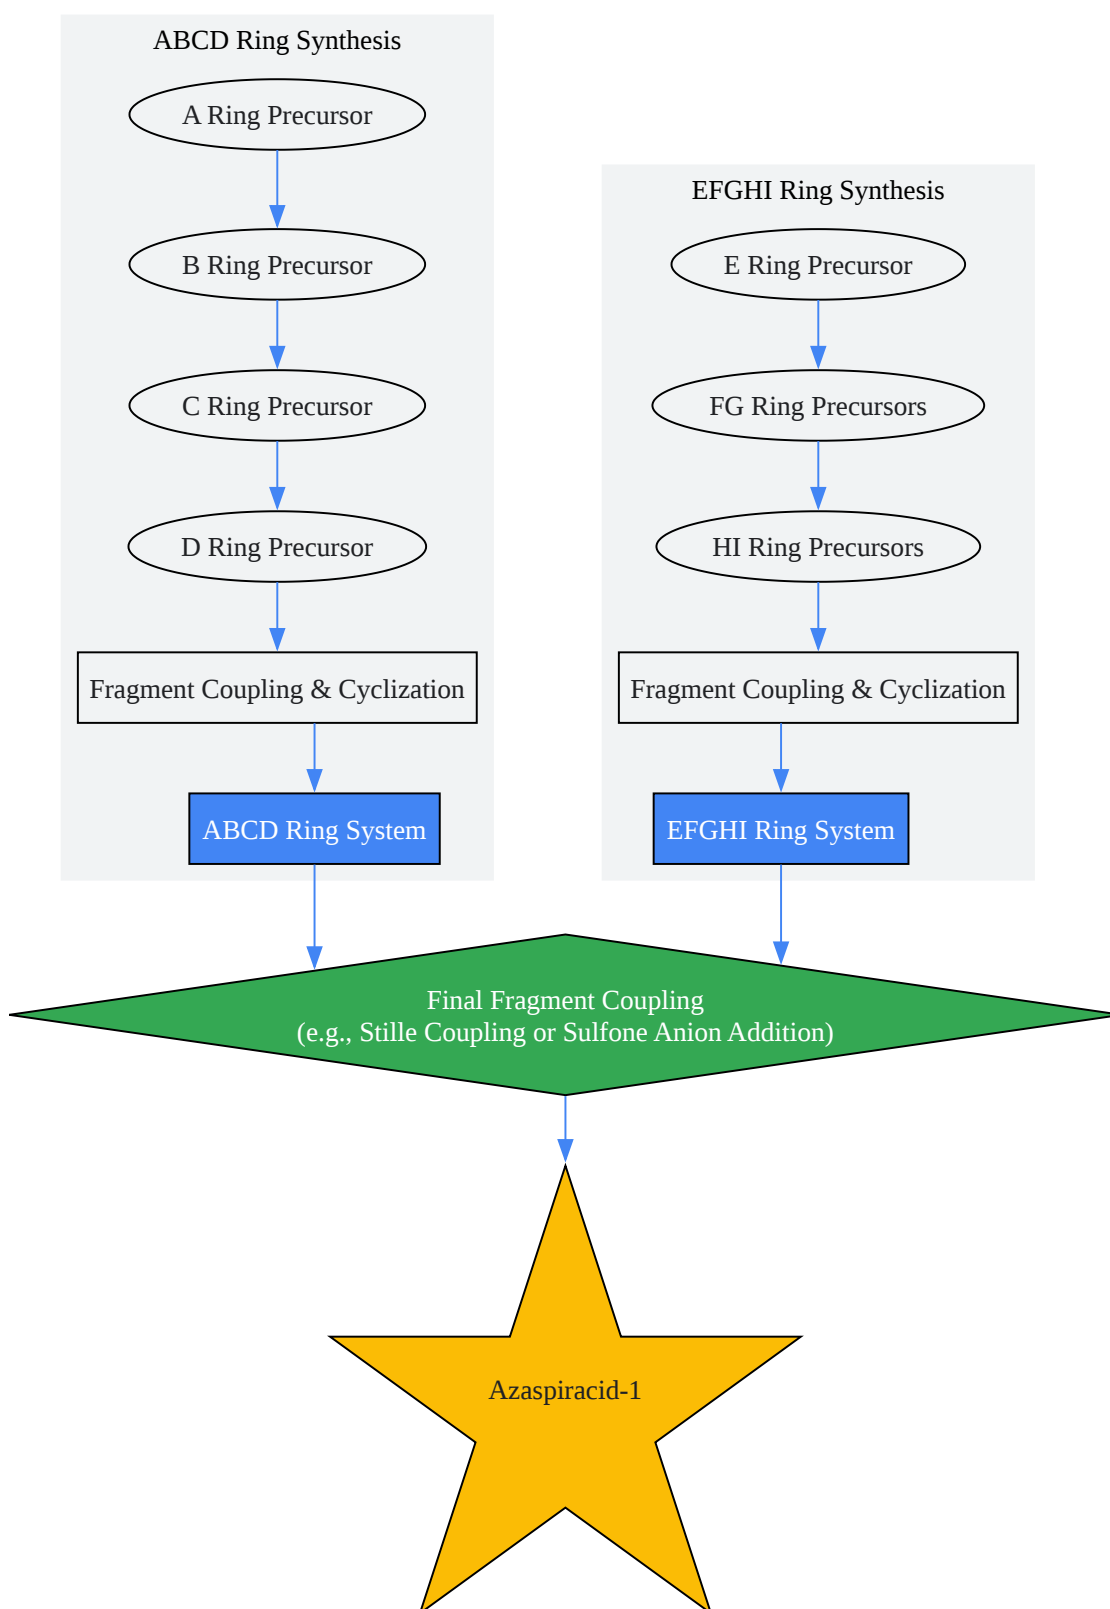 ABCD Ring Synthesis
A Ring Precursor
B Ring Precursor
C Ring Precursor
D Ring Precursor
Fragment Coupling & Cyclization
ABCD Ring System
EFGHI Ring Synthesis
E Ring Precursor
FG Ring Precursors
HI Ring Precursors
Fragment Coupling & Cyclization
EFGHI Ring System
Final Fragment Coupling
(e.g., Stille Coupling or Sulfone Anion Addition)
Azaspiracid-1